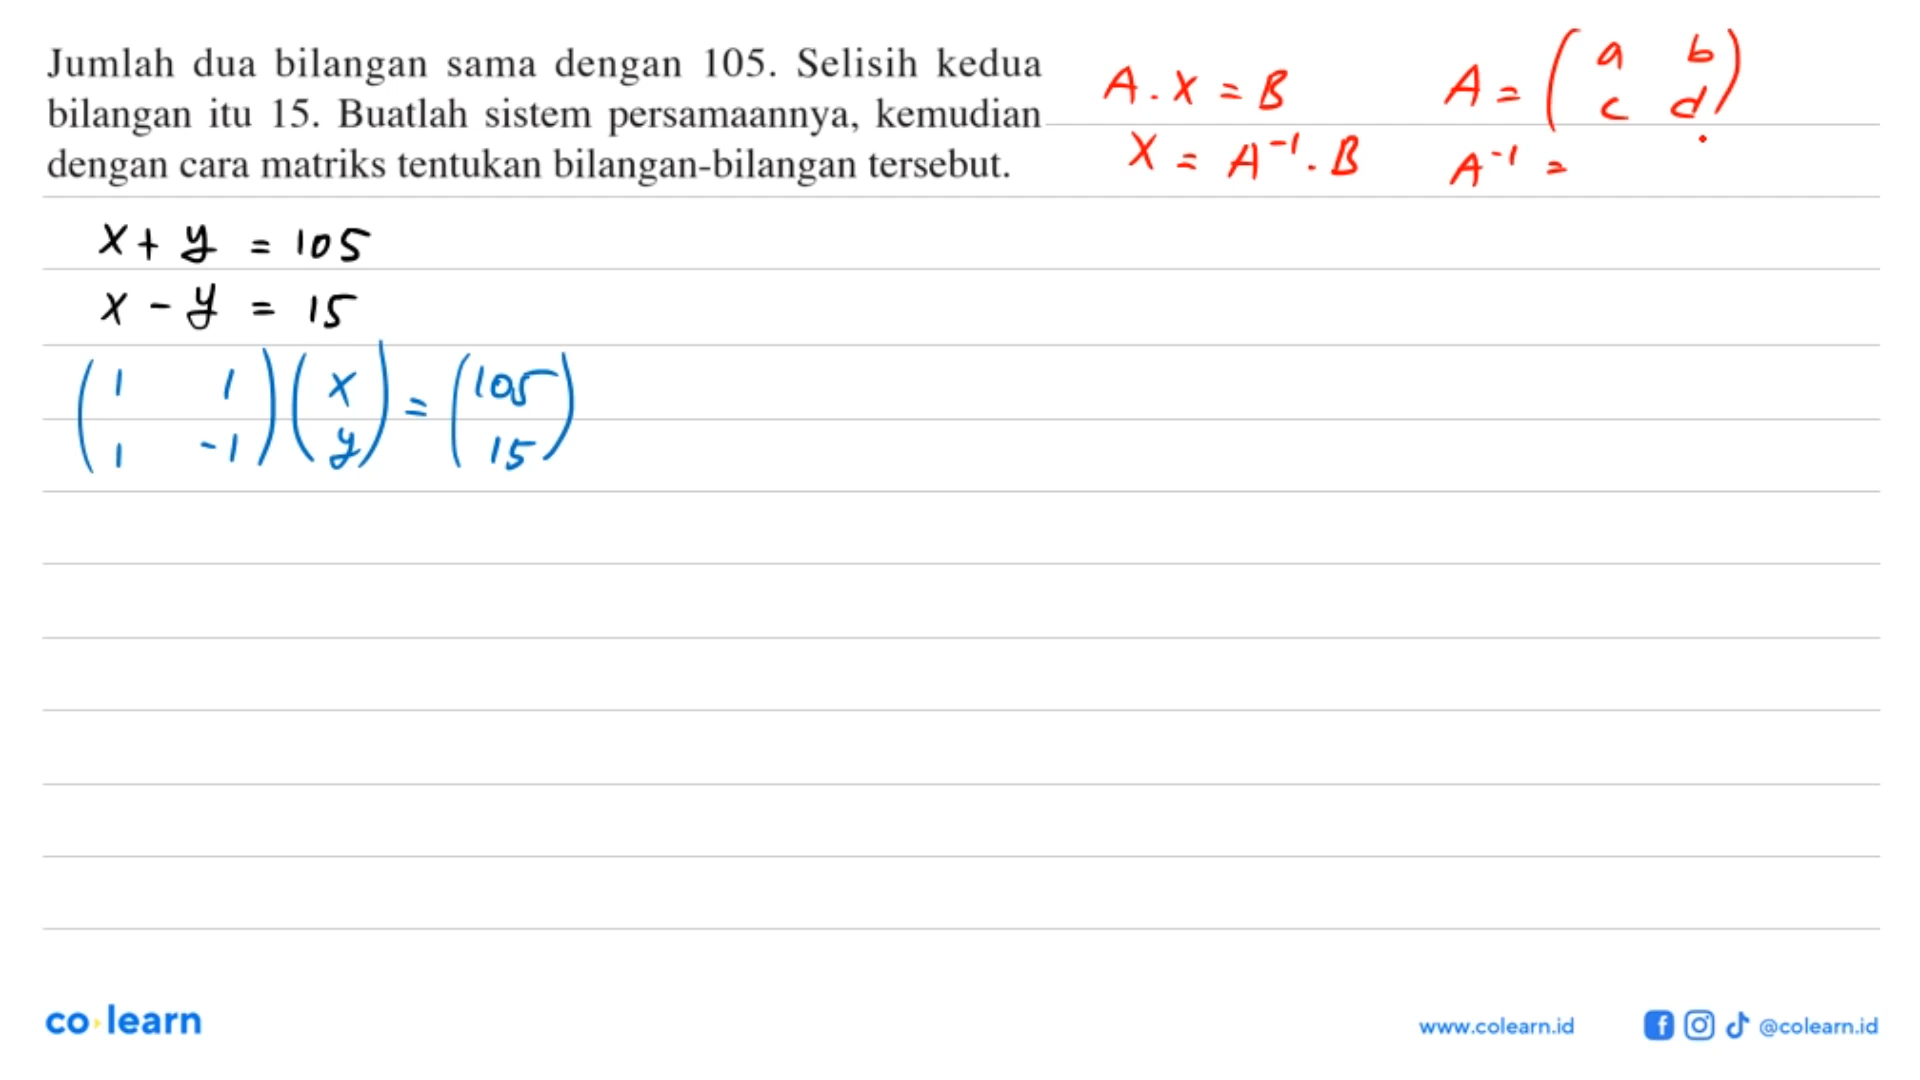 Jumlah dua bilangan sama dengan 105. Selisih kedua
bilangan itu 15. Buatlah sistem persamaannya, kemudian
dengan cara matriks tentukan bilangan-bilangan tersebut.
A . X = B
X = A⁻¹ . B
A = ( a b
c d )
A⁻¹ =
x + y = 105
x - y = 15
( 1 1 ) ( x ) = ( 105 )
( 1 -1 ) ( y ) ( 15 )
co learn
www.colearn.id
@colearn.id